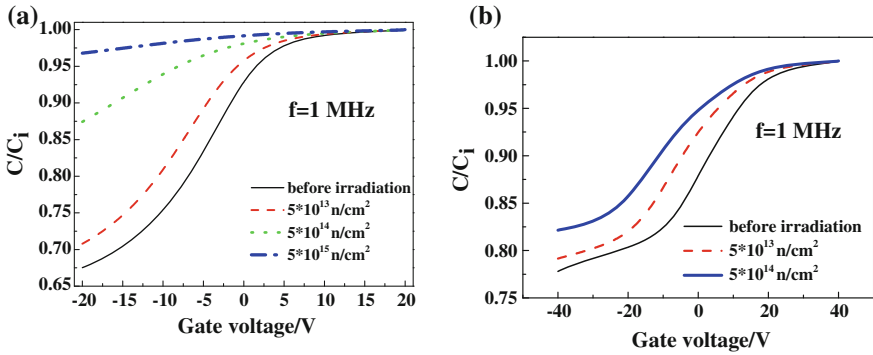 (a)
1.00
0.95
0.90
0.85
0.80
0.75
0.70
0.65
C/Ci
f=1 MHz
before irradiation
5*10^13 n/cm^2
5*10^14 n/cm^2
5*10^15 n/cm^2
-20 -15 -10 -5 0 5 10 15 20
Gate voltage/V
(b)
1.00
0.95
0.90
0.85
0.80
0.75
C/Ci
f=1 MHz
before irradiation
5*10^13 n/cm^2
5*10^14 n/cm^2
-40 -20 0 20 40
Gate voltage/V